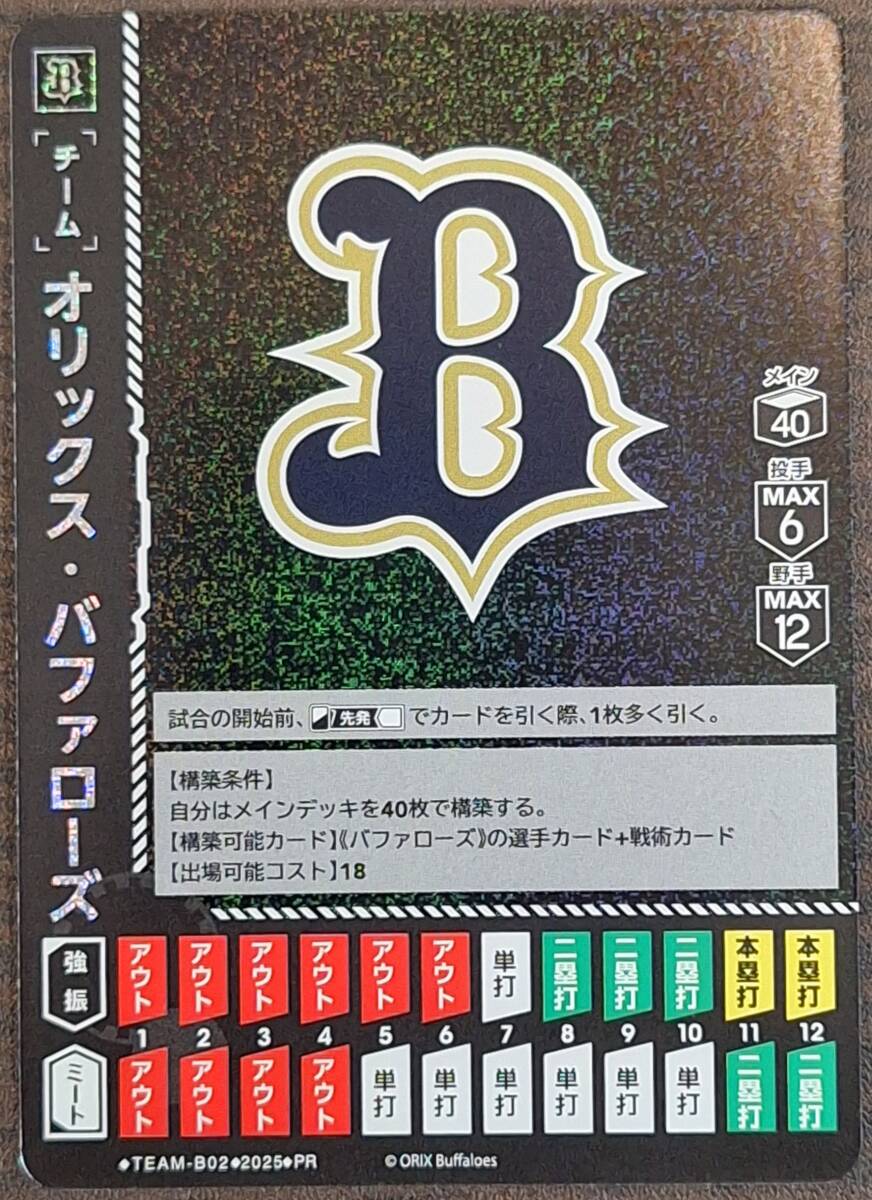 B
[チーム]
オリックス・バファローズ
B
メイン
40
投手
MAX
6
野手
MAX
12
試合の開始前、先発でカードを引く際、1枚多く引く。
【構築条件】
自分はメインデッキを40枚で構築する。
【構築可能カード】《バファローズ》の選手カード+戦術カード
【出場可能コスト】18
強振 アウト アウト アウト アウト アウト アウト 単打 二塁打 二塁打 二塁打 本塁打 本塁打
1 2 3 4 5 6 7 8 9 10 11 12
ミート アウト アウト アウト アウト 単打 単打 単打 単打 単打 単打 二塁打 二塁打
◆TEAM-B02◆2025◆PR © ORIX Buffaloes